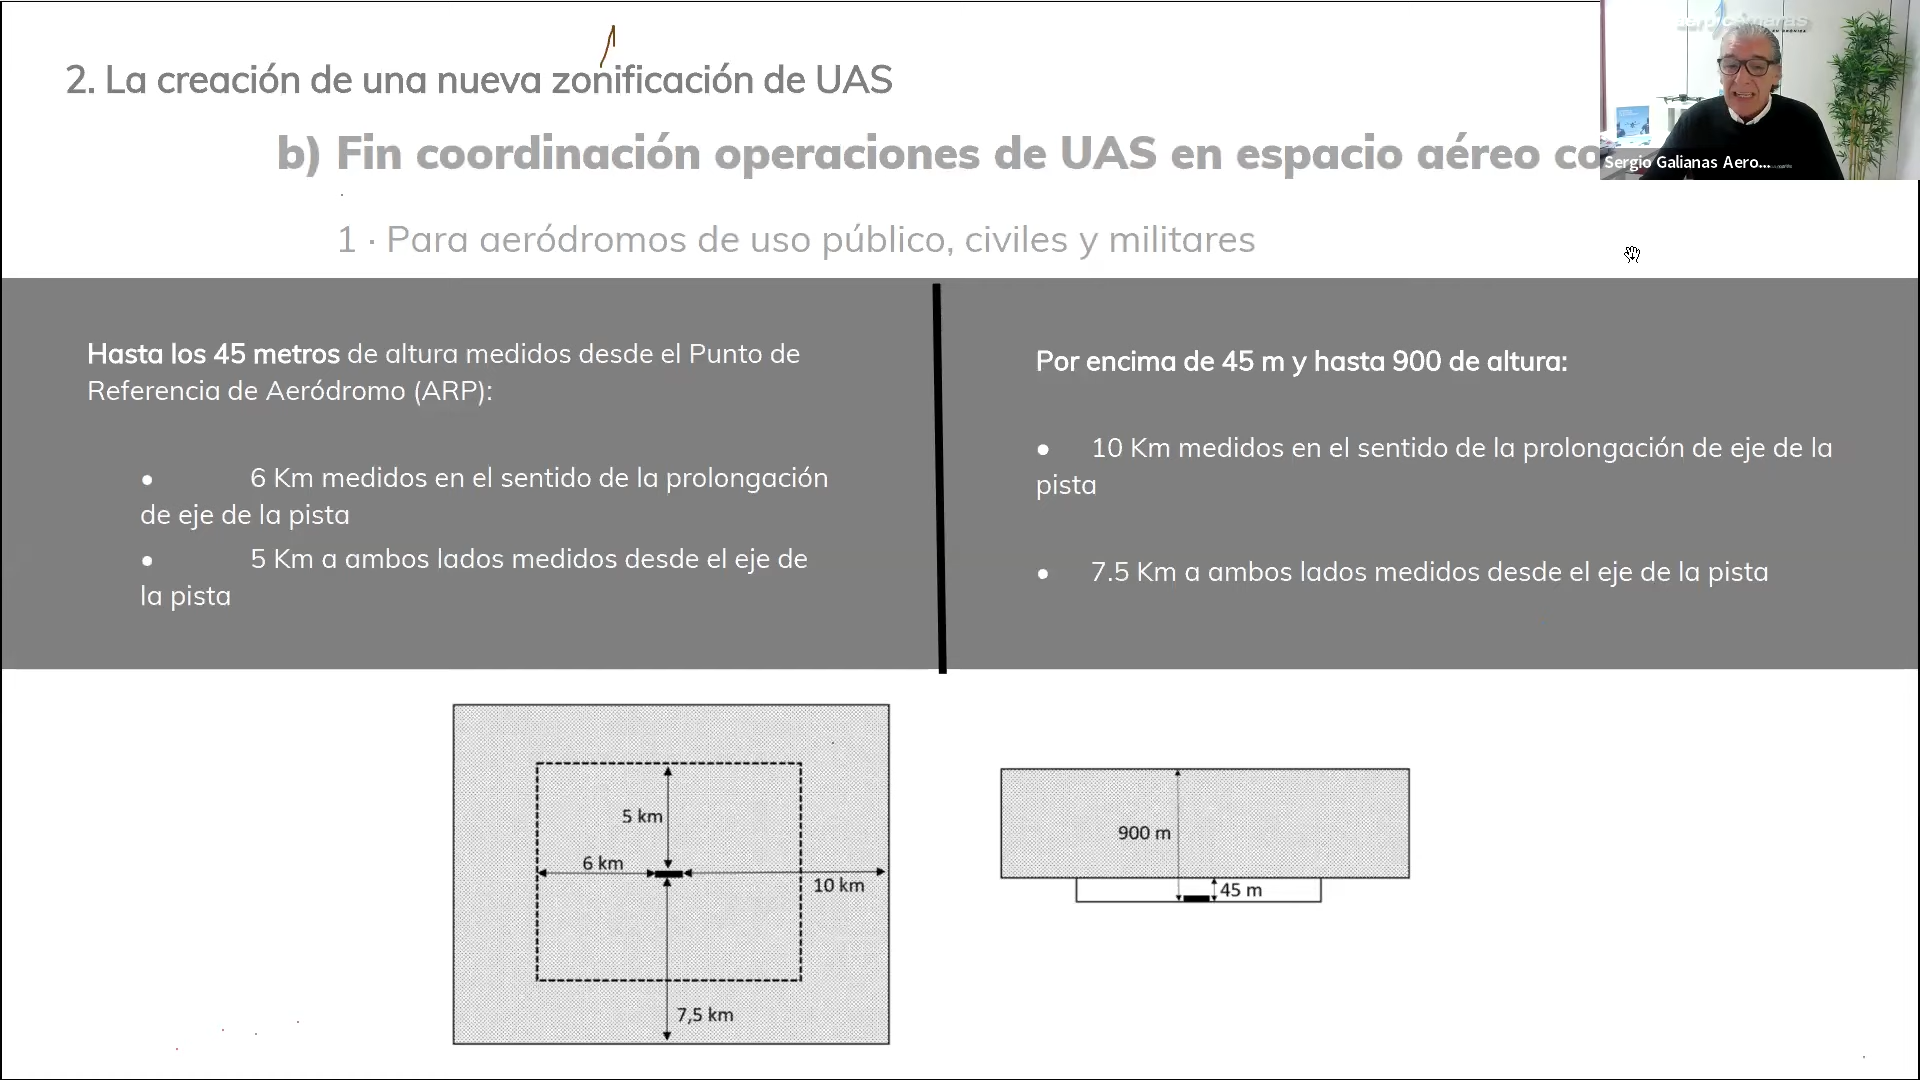 2. La creación de una nueva zonificación de UAS
b) Fin coordinación operaciones de UAS en espacio aéreo co
Sergio Galianas Aero...
1 · Para aeródromos de uso público, civiles y militares
Hasta los 45 metros de altura medidos desde el Punto de
Referencia de Aeródromo (ARP):
● 6 Km medidos en el sentido de la prolongación
de eje de la pista
● 5 Km a ambos lados medidos desde el eje de
la pista
Por encima de 45 m y hasta 900 de altura:
● 10 Km medidos en el sentido de la prolongación de eje de la
pista
● 7.5 Km a ambos lados medidos desde el eje de la pista
5 km
6 km
10 km
7,5 km
900 m
45 m